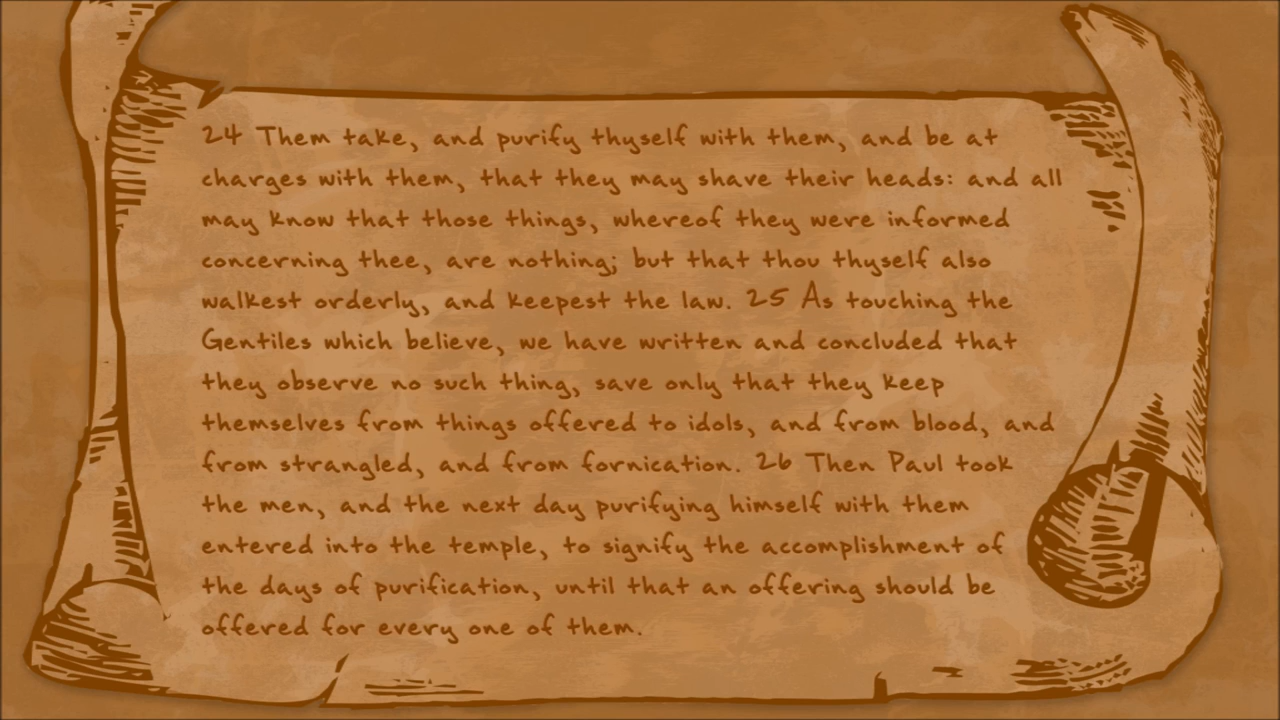 24 Them take, and purify thyself with them, and be at
charges with them, that they may shave their heads: and all
may know that those things, whereof they were informed
concerning thee, are nothing; but that thou thyself also
walkest orderly, and keepest the law. 25 As touching the
Gentiles which believe, we have written and concluded that
they observe no such thing, save only that they keep
themselves from things offered to idols, and from blood, and
from strangled, and from fornication. 26 Then Paul took
the men, and the next day purifying himself with them
entered into the temple, to signify the accomplishment of
the days of purification, until that an offering should be
offered for every one of them.